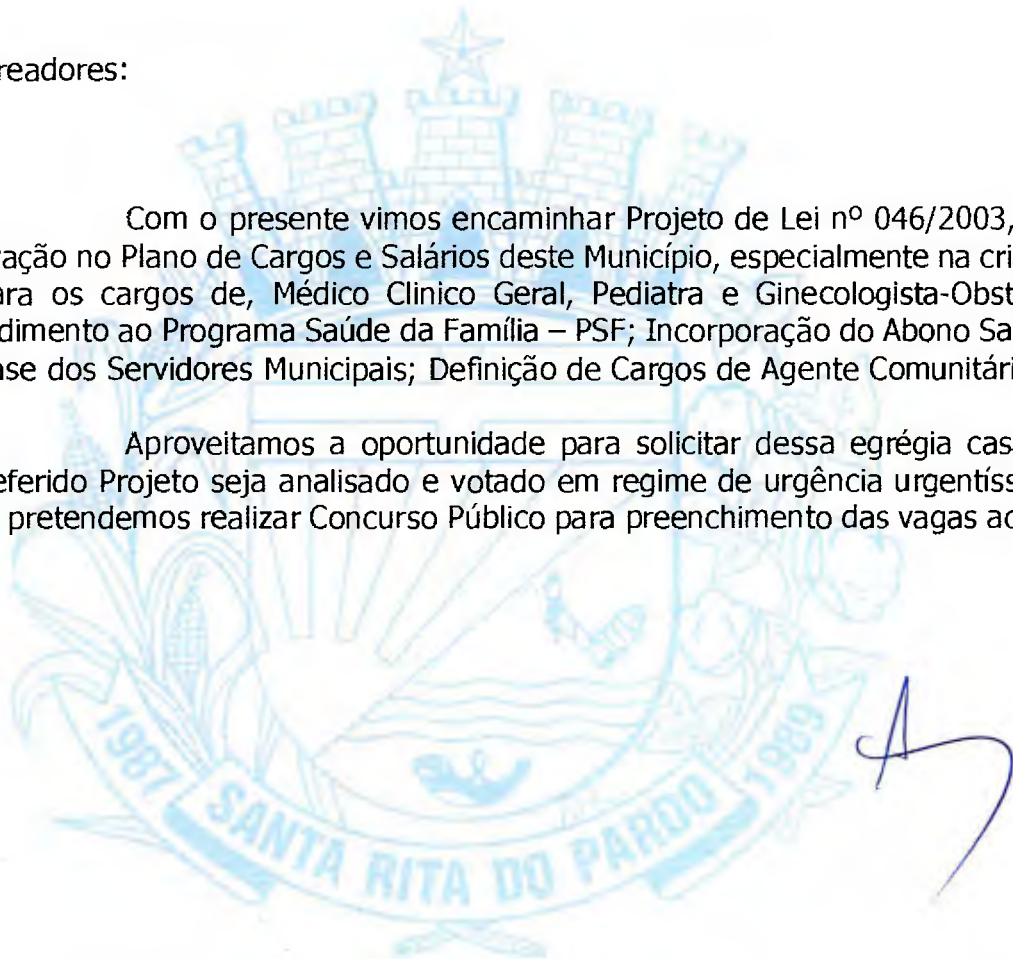 readores:
Com o presente vimos encaminhar Projeto de Lei nº 046/2003,
ração no Plano de Cargos e Salários deste Município, especialmente na cri
ara os cargos de, Médico Clinico Geral, Pediatra e Ginecologista-Obst
dimento ao Programa Saúde da Família – PSF; Incorporação do Abono Sa
ase dos Servidores Municipais; Definição de Cargos de Agente Comunitári
Aproveitamos a oportunidade para solicitar dessa egrégia cas
eferido Projeto seja analisado e votado em regime de urgência urgentíss
pretendemos realizar Concurso Público para preenchimento das vagas ac
1987 SANTA RITA DO PARDO 1989